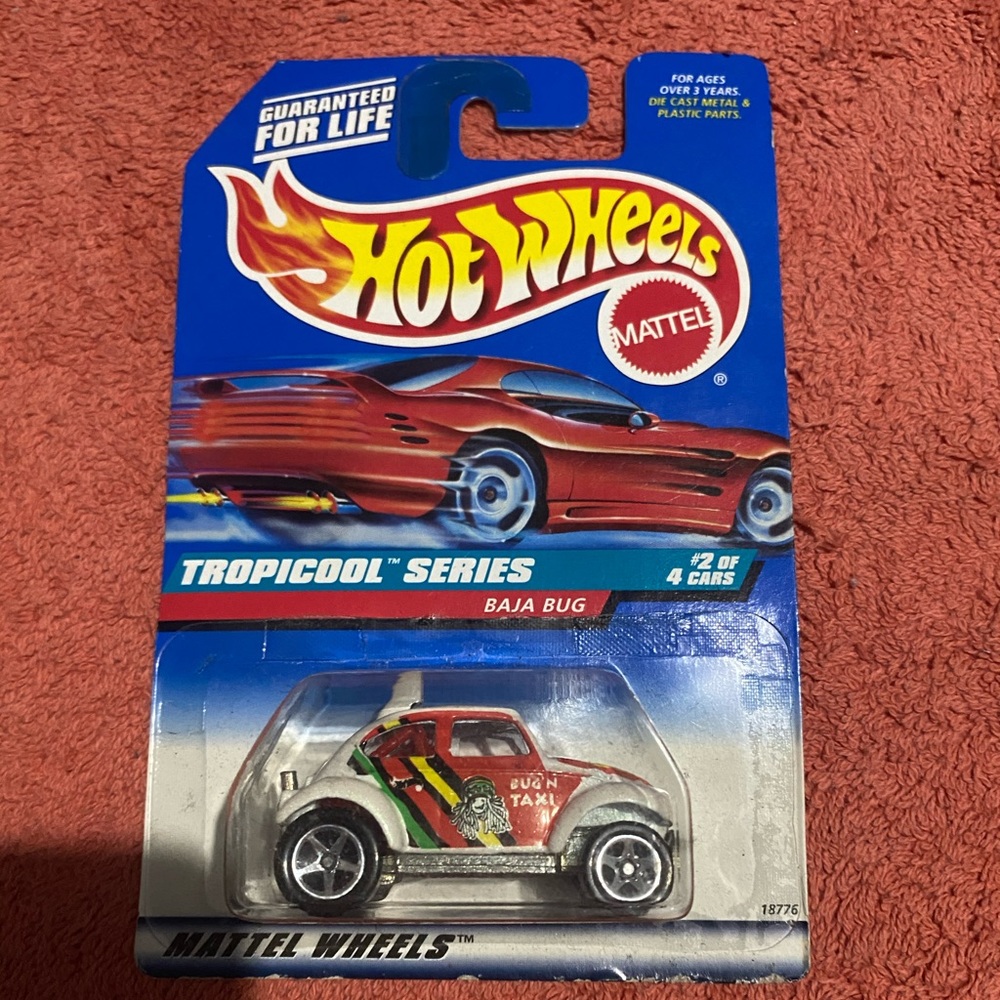 GUARANTEED
FOR LIFE
FOR AGES
OVER 3 YEARS.
DIE CAST METAL &
PLASTIC PARTS.
HOT WHEELS
MATTEL
®
TROPICOOL™ SERIES
#2 OF
4 CARS
BAJA BUG
BUG'N
TAXI
18776
MATTEL WHEELS™